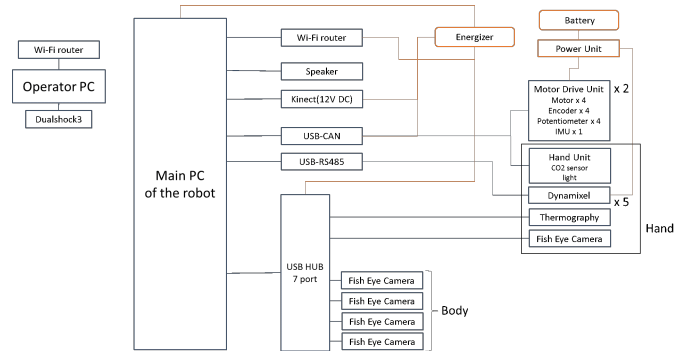 Wi-Fi router
Operator PC
Dualshock3
Main PC
of the robot
Wi-Fi router
Speaker
Kinect(12V DC)
USB-CAN
USB-RS485
USB HUB
7 port
Energizer
Battery
Power Unit
Motor Drive Unit
Motor x 4
Encoder x 4
Potentiometer x 4
IMU x 1
x 2
Hand Unit
CO2 sensor
light
Dynamixel
x 5
Thermography
Fish Eye Camera
Hand
Fish Eye Camera
Fish Eye Camera
Fish Eye Camera
Fish Eye Camera
Body